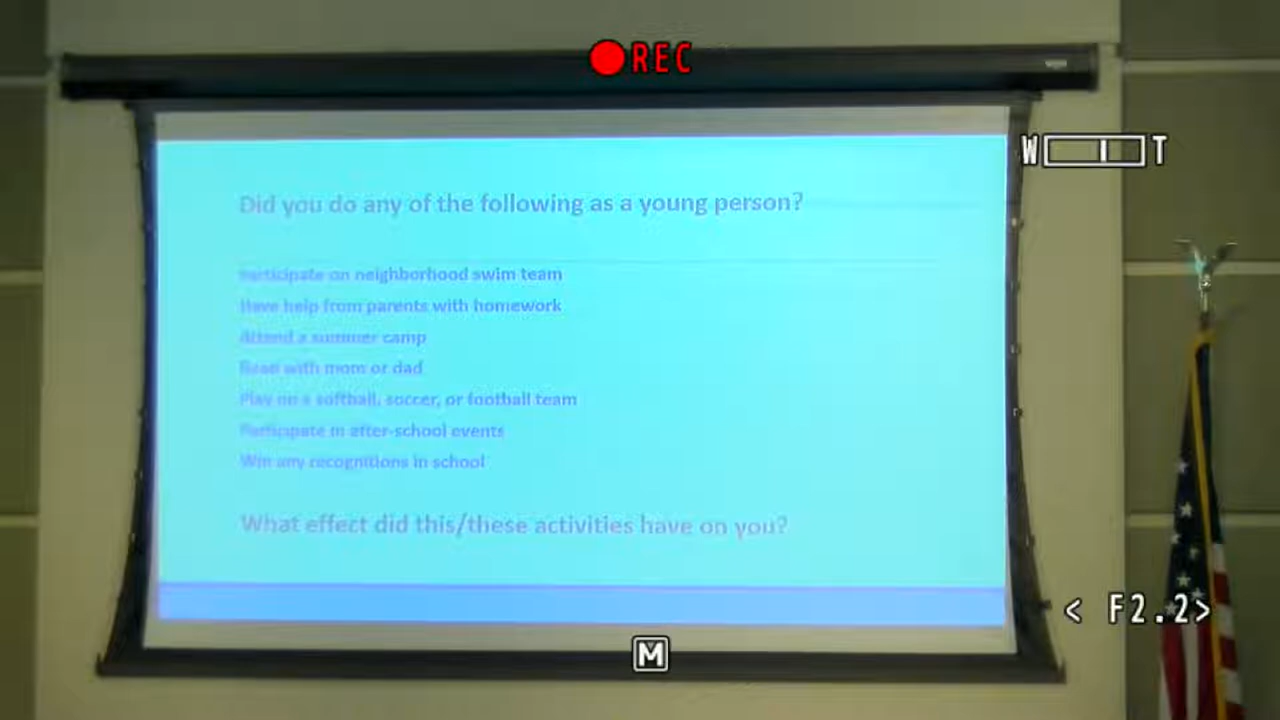 REC
W T
Did you do any of the following as a young person?
Participate on neighborhood swim team
Have help from parents with homework
Attend a summer camp
Read with mom or dad
Play on a softball, soccer, or football team
Participate in after-school events
Win any recognitions in school
What effect did this/these activities have on you?
< F2.2>
M